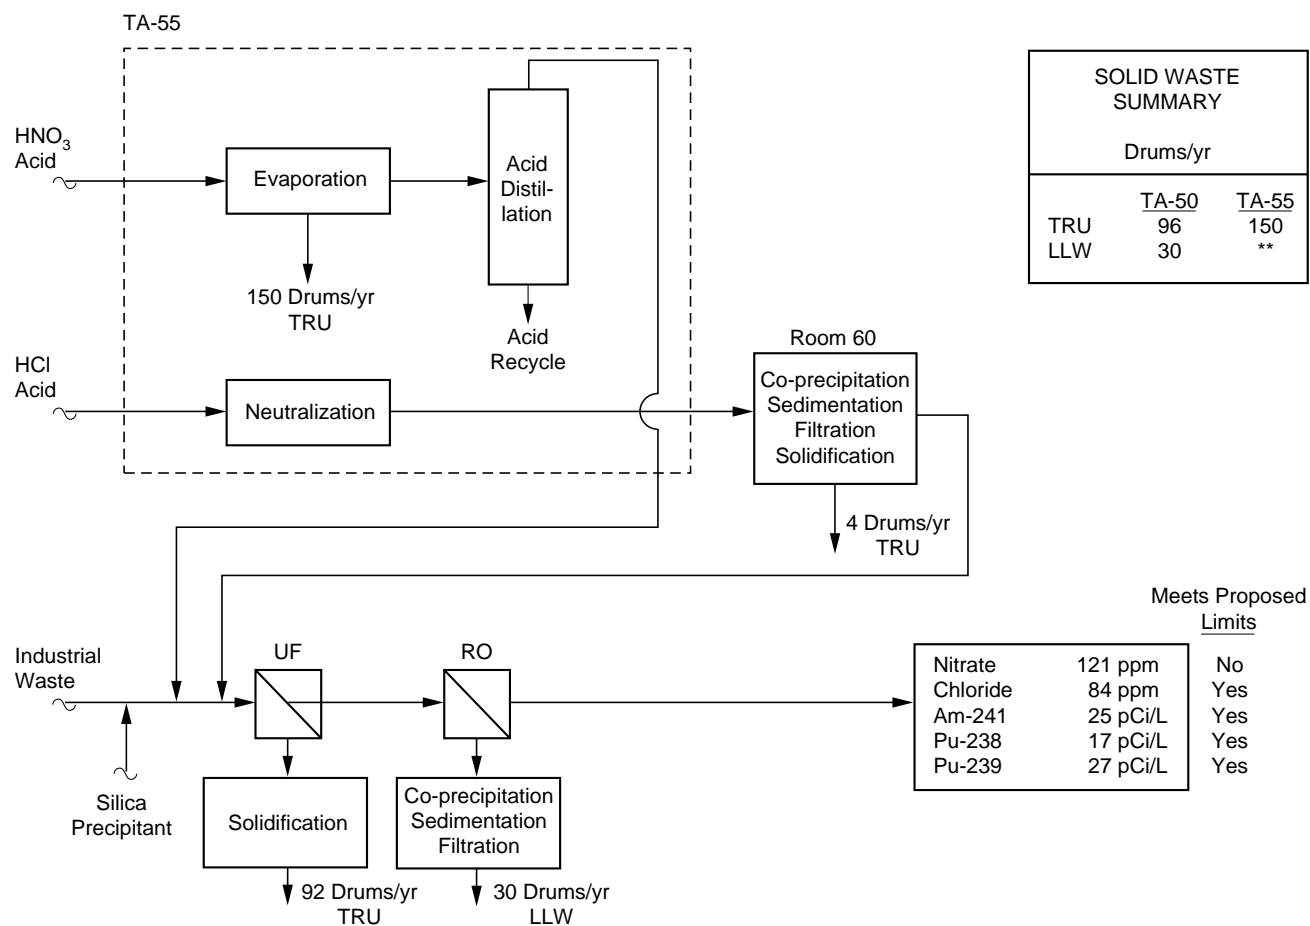 TA-55
HNO3
Acid
Evaporation
150 Drums/yr
TRU
Acid
Distil-
lation
Acid
Recycle
SOLID WASTE
SUMMARY
Drums/yr
TA-50 TA-55
TRU 96 150
LLW 30 **
HCl
Acid
Neutralization
Room 60
Co-precipitation
Sedimentation
Filtration
Solidification
4 Drums/yr
TRU
Industrial
Waste
Silica
Precipitant
UF
RO
Solidification
92 Drums/yr
TRU
Co-precipitation
Sedimentation
Filtration
30 Drums/yr
LLW
Meets Proposed
Limits
Nitrate 121 ppm No
Chloride 84 ppm Yes
Am-241 25 pCi/L Yes
Pu-238 17 pCi/L Yes
Pu-239 27 pCi/L Yes